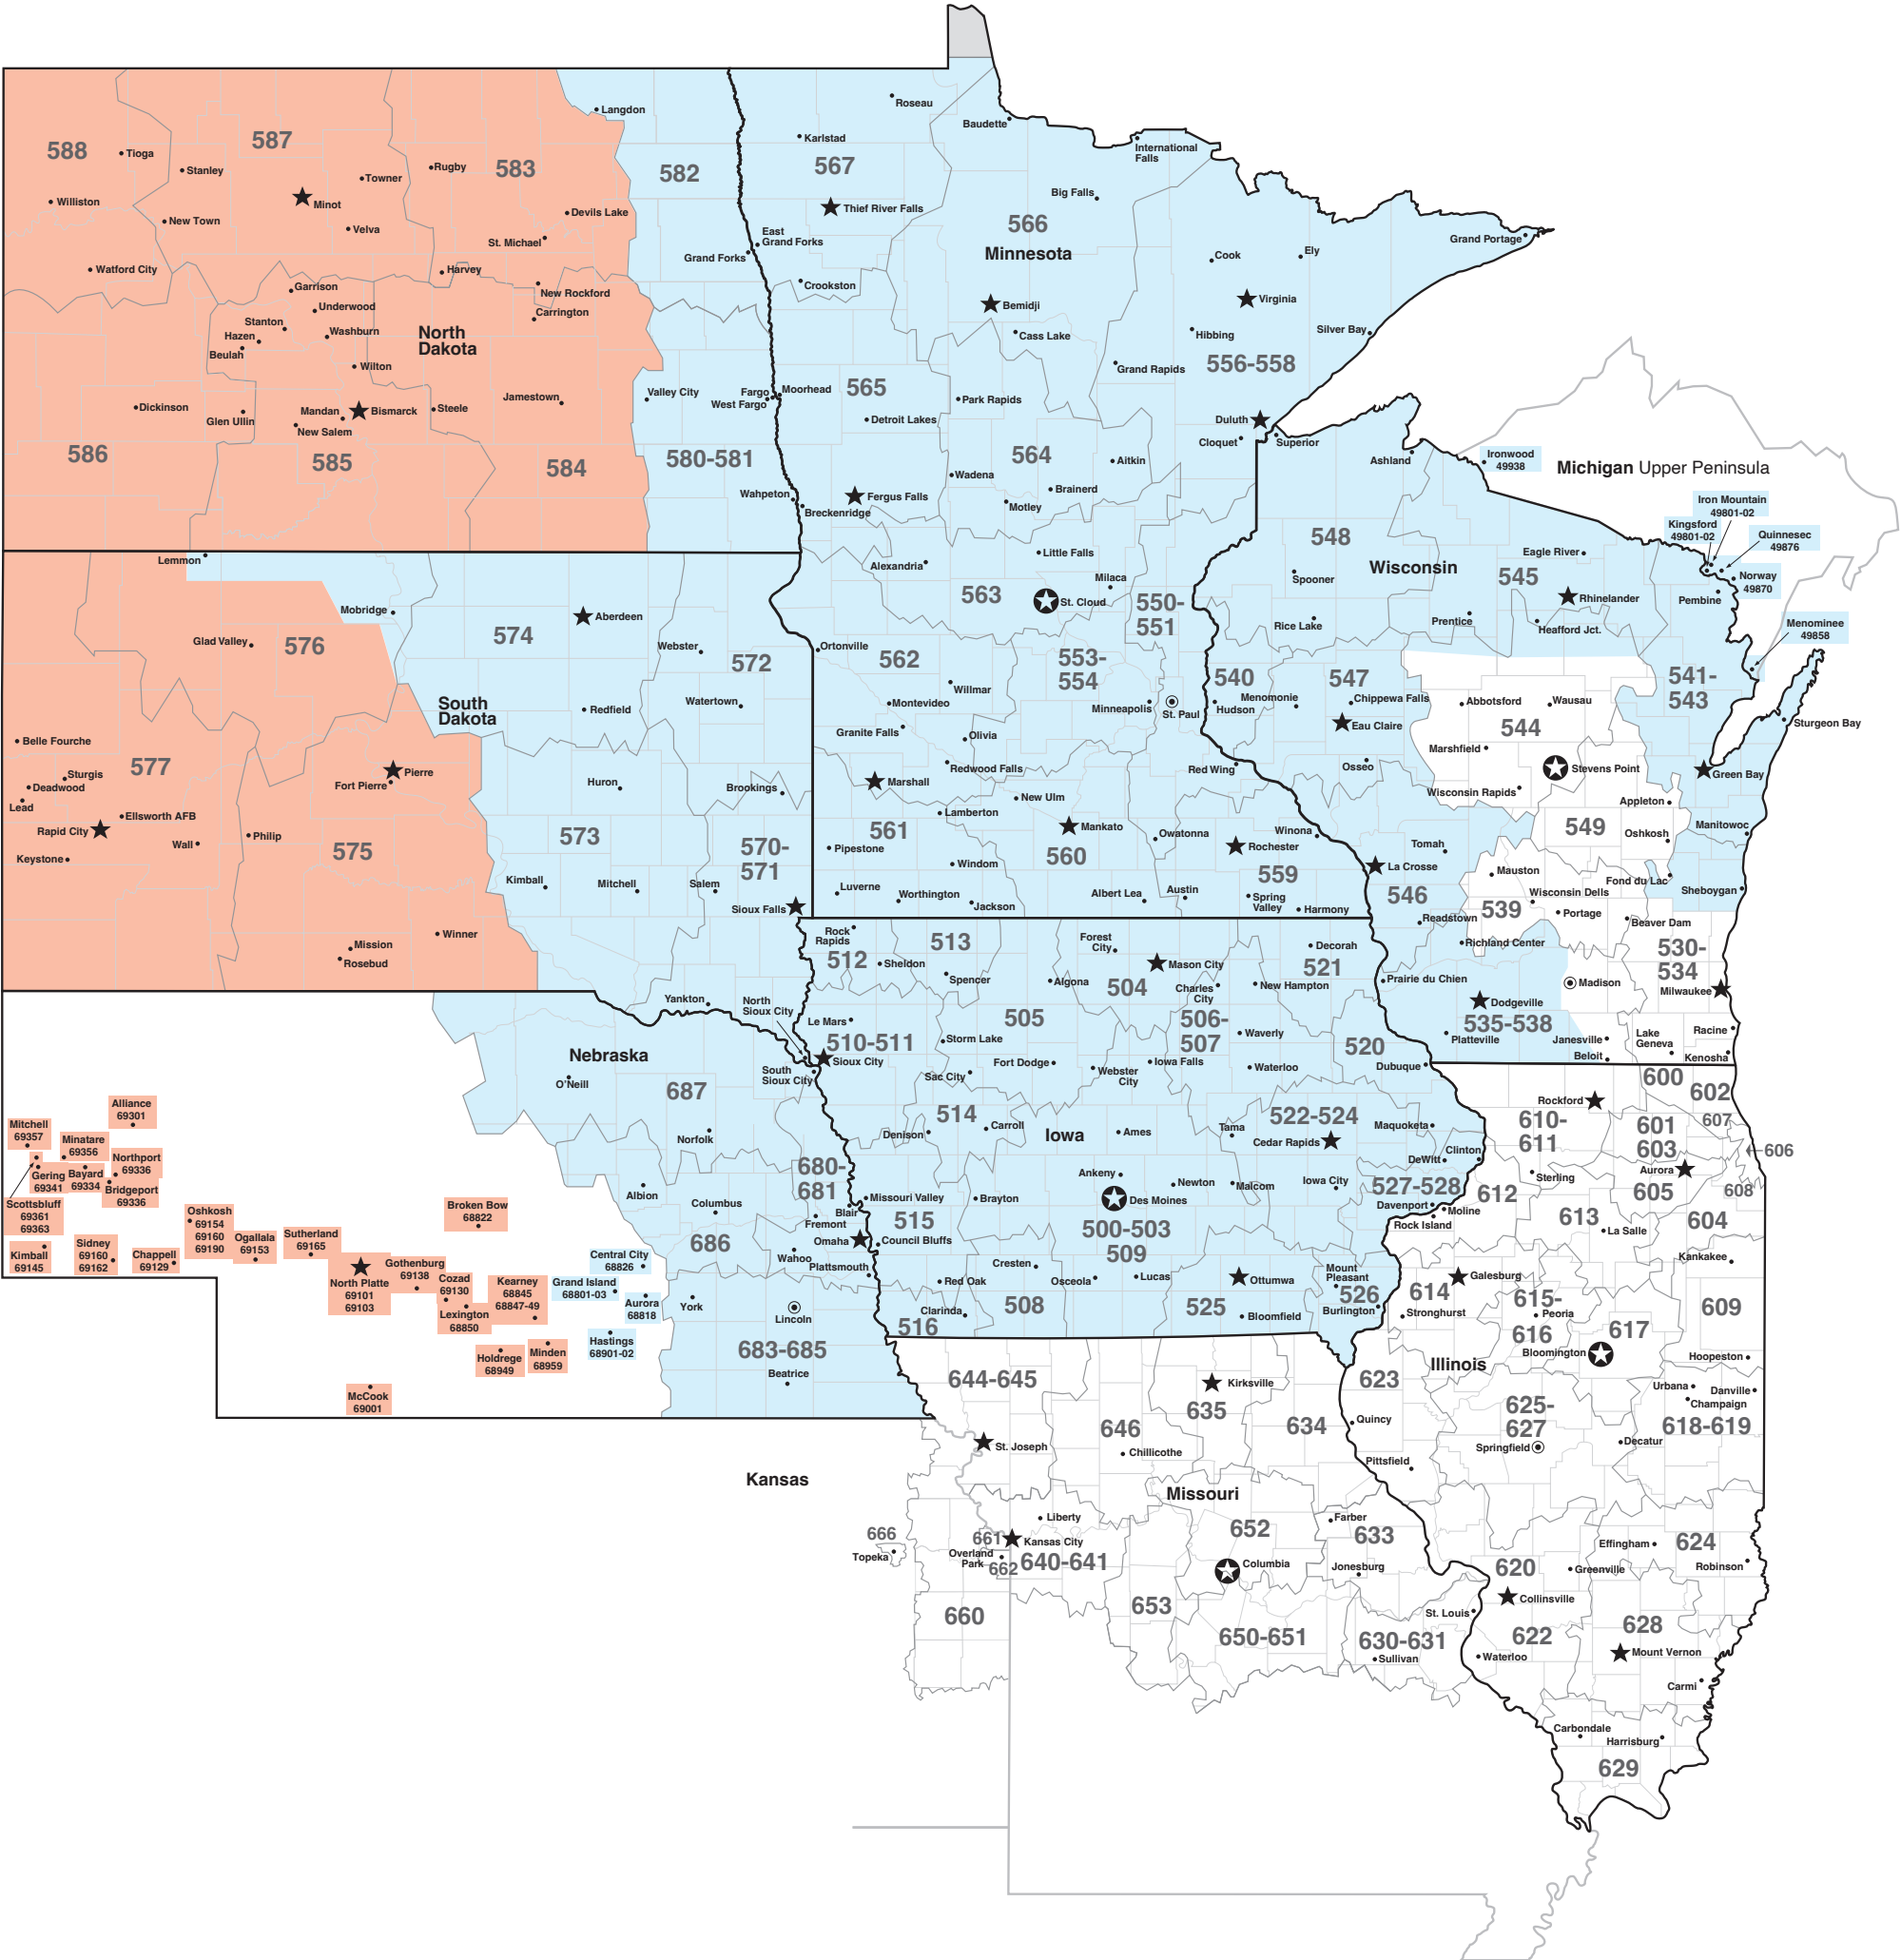 588
Tioga
Williston
Watford City
587
Stanley
New Town
Minot
Towner
Velva
Rugby
583
Devils Lake
St. Michael
Harvey
New Rockford
Carrington
Garrison
Underwood
Stanton
Hazen
Beulah
Washburn
North
Dakota
Wilton
Dickinson
Glen Ullin
Mandan
Bismarck
New Salem
Steele
Jamestown
586
585
584
Langdon
582
Grand Forks
Valley City
Fargo
West Fargo
580-581
Wahpeton
Roseau
Baudette
Karlstad
567
Thief River Falls
East
Grand Forks
Crookston
International
Falls
Big Falls
566
Minnesota
Bemidji
Cass Lake
Cook
Ely
Virginia
Grand Portage
Hibbing
Silver Bay
556-558
Grand Rapids
Moorhead
565
Detroit Lakes
Park Rapids
Duluth
Cloquet
Superior
564
Aitkin
Wadena
Brainerd
Motley
Fergus Falls
Breckenridge
Little Falls
Alexandria
Milaca
563
St. Cloud
550-
551
Ortonville
562
553-
554
Willmar
Montevideo
Minneapolis
St. Paul
Granite Falls
Olivia
Redwood Falls
Red Wing
Marshall
New Ulm
Lamberton
Mankato
561
560
Owatonna
Winona
Rochester
Pipestone
Windom
559
Luverne
Worthington
Jackson
Albert Lea
Austin
Spring
Valley
Harmony
Ashland
Ironwood
49938
Michigan Upper Peninsula
Iron Mountain
49801-02
Kingsford
49801-02
Quinnesec
49876
Norway
49870
Menominee
49858
548
Wisconsin
Eagle River
545
Spooner
Rhinelander
Pembine
Rice Lake
Prentice
Heafford Jct.
540
547
541-
543
Menomonie
Hudson
Chippewa Falls
Eau Claire
Abbotsford
Wausau
544
Sturgeon Bay
Marshfield
Osseo
Stevens Point
Green Bay
Wisconsin Rapids
Appleton
549
Oshkosh
Manitowoc
Tomah
La Crosse
Mauston
Fond du Lac
546
Wisconsin Dells
Sheboygan
539
Portage
Readstown
Beaver Dam
Richland Center
530-
534
Prairie du Chien
Madison
Milwaukee
Dodgeville
535-538
Platteville
Janesville
Beloit
Lake
Geneva
Racine
Kenosha
Lemmon
Mobridge
Aberdeen
574
Glad Valley
576
Webster
572
South
Dakota
Redfield
Watertown
Belle Fourche
577
Sturgis
Deadwood
Lead
Pierre
Fort Pierre
Huron
Brookings
Ellsworth AFB
Rapid City
Wall
Philip
575
Keystone
573
570-
571
Kimball
Mitchell
Salem
Sioux Falls
Winner
Mission
Rosebud
Yankton
North
Sioux City
Rock
Rapids
512
Sheldon
513
Spencer
Forest
City
Mason City
Decorah
521
Algona
504
Charles
City
New Hampton
Le Mars
505
506-
507
510-511
Storm Lake
Waverly
520
Sioux City
Fort Dodge
Iowa Falls
Dubuque
South
Sioux City
Sac City
Webster
City
Waterloo
514
522-524
Denison
Carroll
Iowa
Ames
Tama
Cedar Rapids
Maquoketa
DeWitt
Clinton
Ankeny
Newton
Malcom
Iowa City
527-528
Davenport
Missouri Valley
Brayton
Des Moines
515
Council Bluffs
500-503
509
Creston
Osceola
Lucas
Ottumwa
Mount
Pleasant
Red Oak
508
525
526
Clarinda
Bloomfield
Burlington
516
Nebraska
O'Neill
687
Norfolk
680-
681
Albion
Columbus
Blair
Fremont
686
Omaha
Wahoo
Plattsmouth
York
Lincoln
683-685
Beatrice
Alliance
69301
Mitchell
69357
Minatare
69356
Northport
69336
Gering
69341
Bayard
69334
Bridgeport
69336
Scottsbluff
69361
69363
Kimball
69145
Sidney
69160
69162
Chappell
69129
Oshkosh
69154
69160
69190
Ogallala
69153
Sutherland
69165
Broken Bow
68822
North Platte
69101
69103
Gothenburg
69138
Cozad
69130
Lexington
68850
Kearney
68845
68847-49
Central City
68826
Grand Island
68801-03
Aurora
68818
Hastings
68901-02
Holdrege
68949
Minden
68959
McCook
69001
Kansas
600
602
Rockford
610-
611
601
603
607
606
Aurora
605
608
Sterling
612
Moline
Rock Island
613
La Salle
604
Kankakee
614
Galesburg
615-
616
Peoria
Stronghurst
617
609
Illinois
Bloomington
Hoopeston
623
Urbana
Danville
Champaign
625-
627
618-619
Quincy
Springfield
Decatur
Pittsfield
Effingham
624
Robinson
620
Greenville
Collinsville
622
628
Waterloo
Mount Vernon
Carmi
Carbondale
Harrisburg
629
644-645
Kirksville
635
646
634
St. Joseph
Chillicothe
Missouri
Liberty
652
Farber
633
666
Topeka
661
Kansas City
Overland
Park
662
640-641
Columbia
Jonesburg
660
653
St. Louis
650-651
630-631
Sullivan